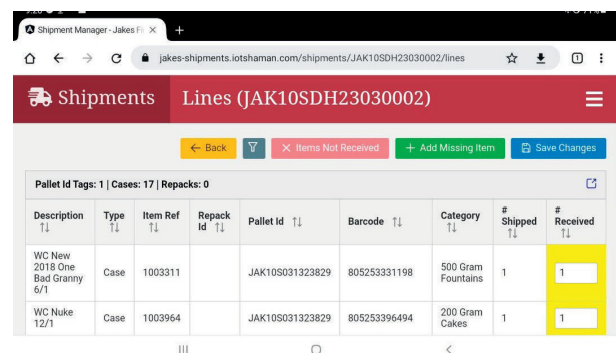 Shipment Manager - Jakes Fi
jakes-shipments.iotshaman.com/shipments/JAK10SDH23030002/lines
1
Shipments Lines (JAK10SDH23030002)
Back
Items Not Received
Add Missing Item
Save Changes
Pallet Id Tags: 1 | Cases: 17 | Repacks: 0
Description Type Item Ref Repack Id Pallet Id Barcode Category # Shipped # Received
WC New 2018 One Bad Granny 6/1 Case 1003311 JAK10S031323829 805253331198 500 Gram Fountains 1 1
WC Nuke 12/1 Case 1003964 JAK10S031323829 805253396494 200 Gram Cakes 1 1